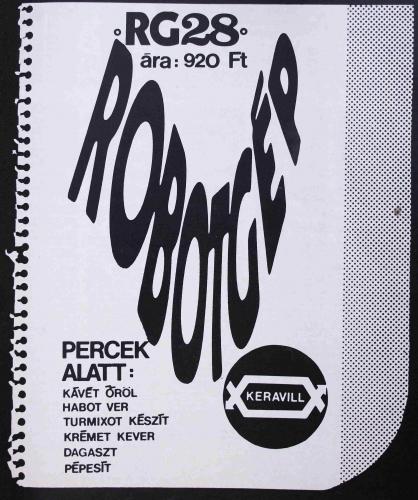 RG28
ára: 920 Ft
ROBOTGÉP
PERCEK
ALATT:
KÁVÉT ŐRÖL
HABOT VER
TURMIXOT KÉSZÍT
KRÉMET KEVER
DAGASZT
PÉPESÍT
KERAVILL